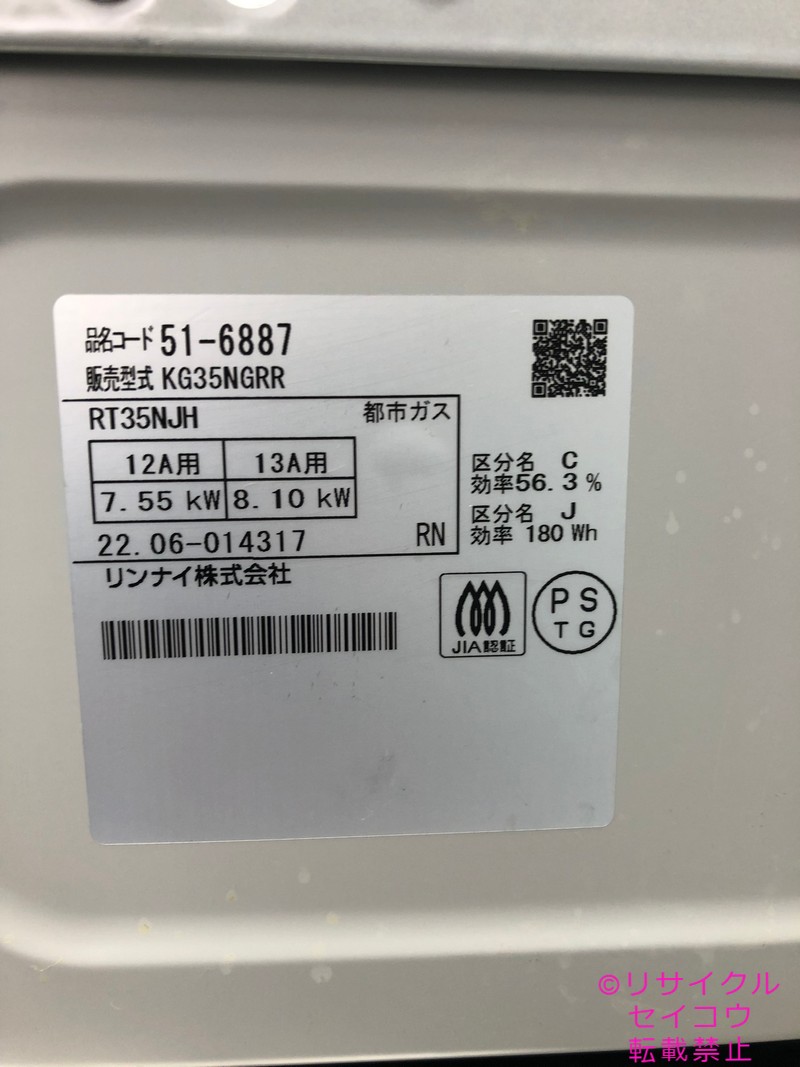 品名コード 51-6887
販売型式 KG35NGRR
RT35NJH 都市ガス
12A用 13A用
7.55 kW 8.10 kW
22.06-014317 RN
リンナイ株式会社
区分名 C
効率56.3 %
区分名 J
効率 180 Wh
JIA認証
PS
TG
©リサイクル
セイコウ
転載禁止